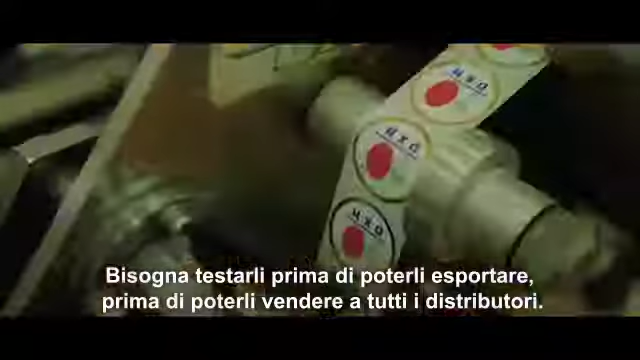 Bisogna testarli prima di poterli esportare,
prima di poterli vendere a tutti i distributori.